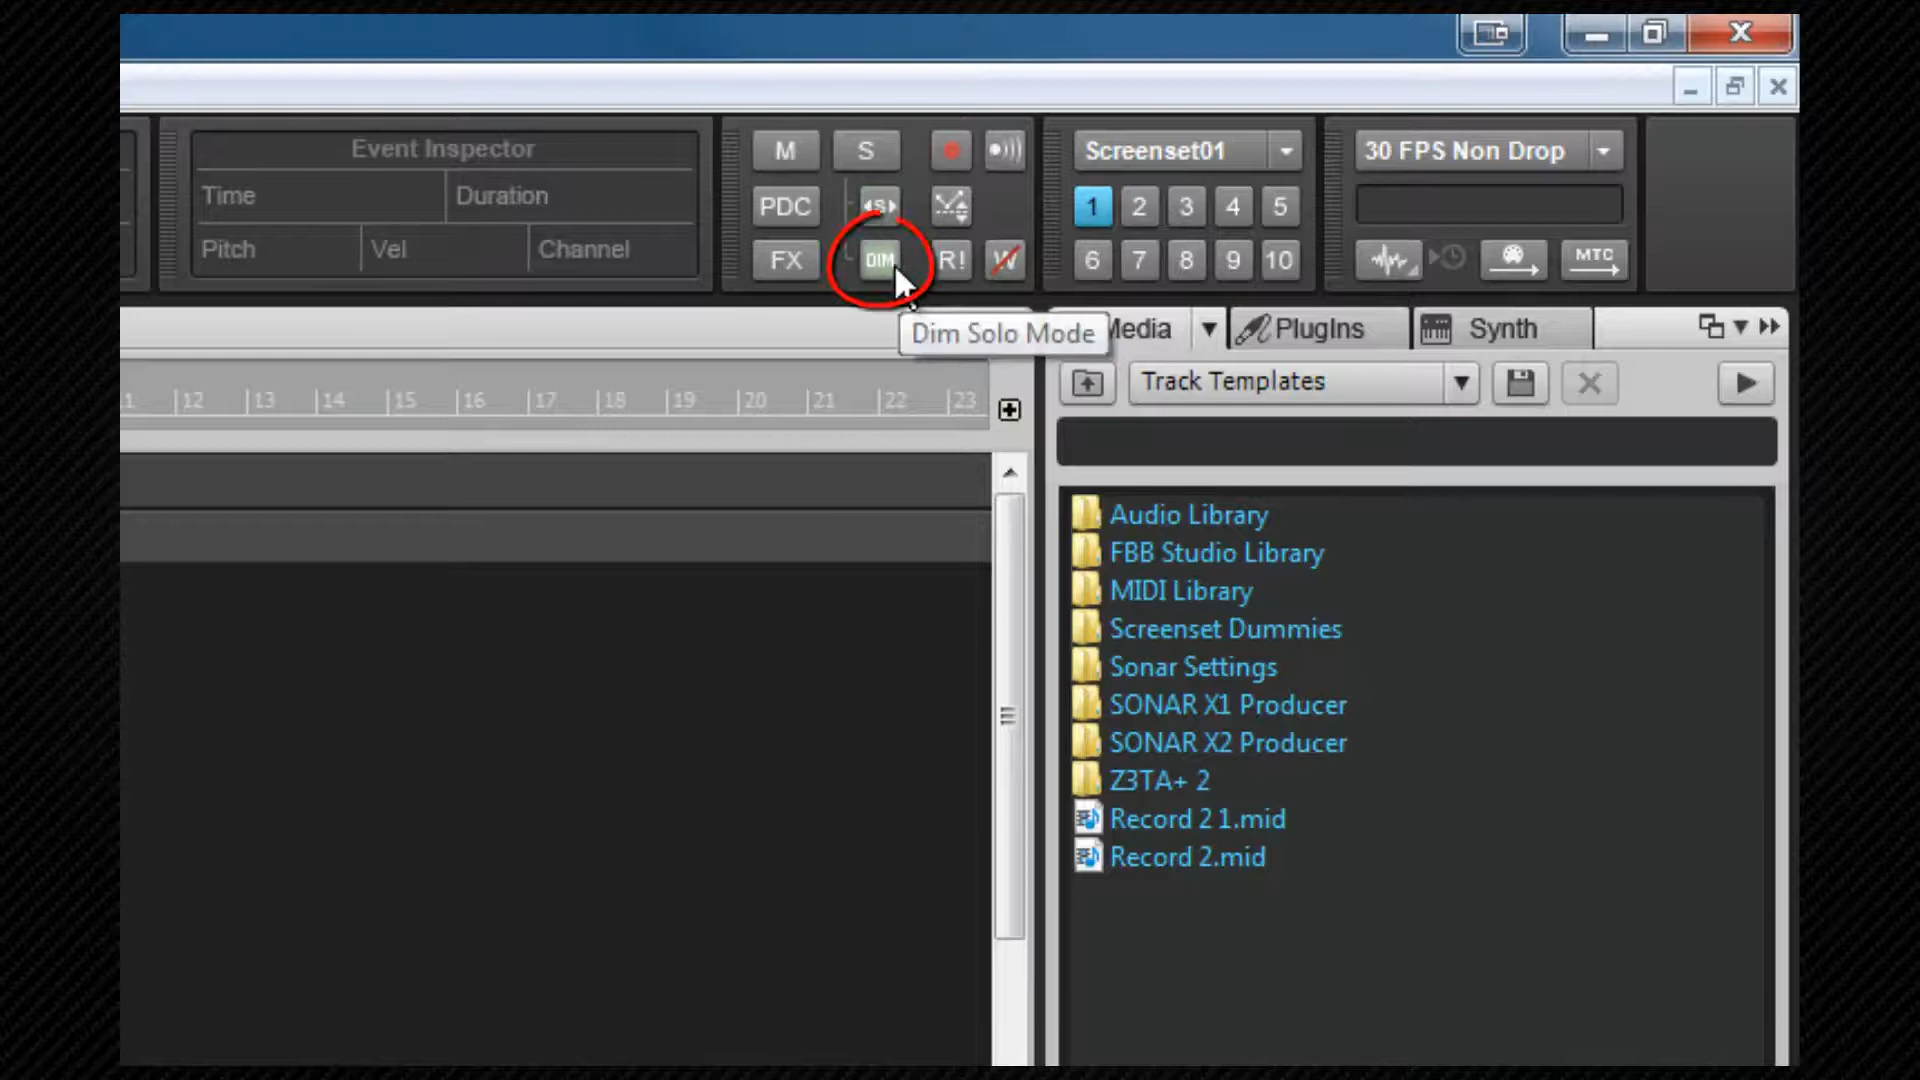 Event Inspector
Time Duration
Pitch Vel Channel
M S
PDC S
FX DIM R! W
Screenset01
1 2 3 4 5
6 7 8 9 10
30 FPS Non Drop
MTC
Dim Solo Mode
Media PlugIns Synth
Track Templates
12 13 14 15 16 17 18 19 20 21 22 23
Audio Library
FBB Studio Library
MIDI Library
Screenset Dummies
Sonar Settings
SONAR X1 Producer
SONAR X2 Producer
Z3TA+ 2
Record 2 1.mid
Record 2.mid